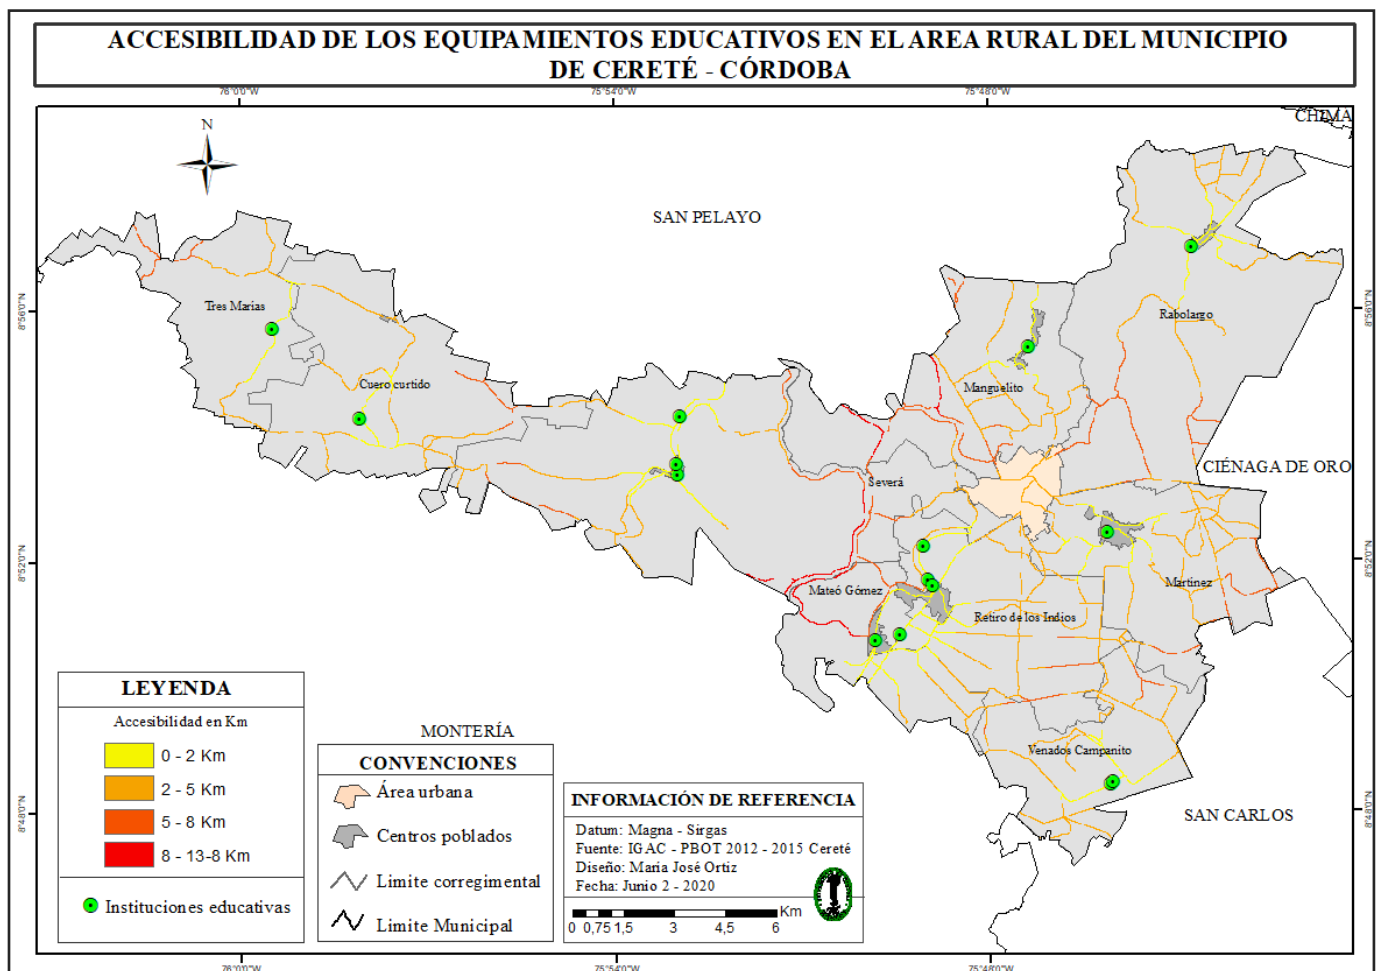 ACCESIBILIDAD DE LOS EQUIPAMIENTOS EDUCATIVOS EN EL AREA RURAL DEL MUNICIPIO
DE CERETÉ - CÓRDOBA
76°0'0"W
75°54'0"W
75°48'0"W
CHIMA
N
SAN PELAYO
8°56'0"N
8°56'0"N
Tres Marias
Rabolargo
Cuero curtido
Manguelito
CIÉNAGA DE ORO
Severá
8°52'0"N
8°52'0"N
Mateó Gómez
Martinez
Retiro de los Indios
MONTERÍA
Venados Campanito
8°48'0"N
8°48'0"N
SAN CARLOS
LEYENDA
Accesibilidad en Km
0 - 2 Km
2 - 5 Km
5 - 8 Km
8 - 13-8 Km
Instituciones educativas
CONVENCIONES
Área urbana
Centros poblados
Limite corregimental
Limite Municipal
INFORMACIÓN DE REFERENCIA
Datum: Magna - Sirgas
Fuente: IGAC - PBOT 2012 - 2015 Cereté
Diseño: Maria José Ortiz
Fecha: Junio 2 - 2020
Km
0 0,75 1,5 3 4,5 6
76°0'0"W
75°54'0"W
75°48'0"W